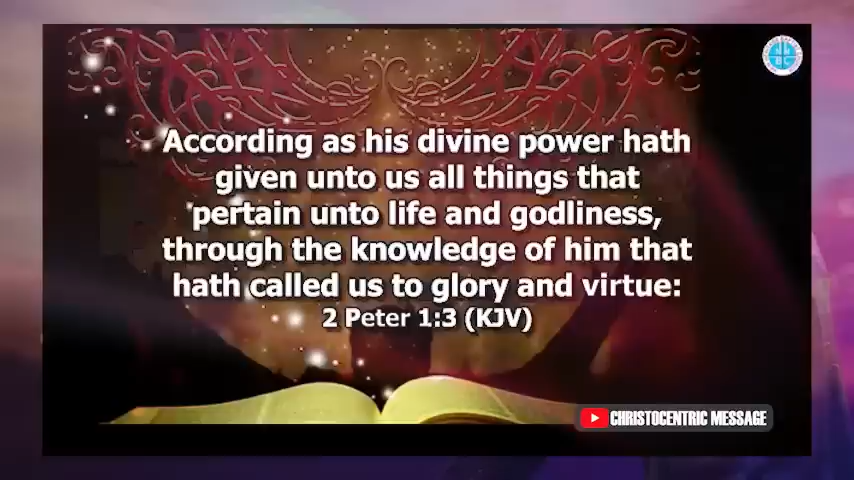 According as his divine power hath
given unto us all things that
pertain unto life and godliness,
through the knowledge of him that
hath called us to glory and virtue:
2 Peter 1:3 (KJV)
CHRISTOCENTRIC MESSAGE